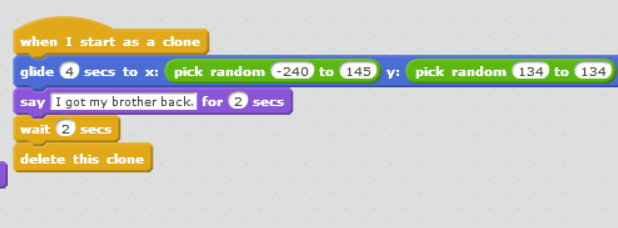 when I start as a clone
glide 4 secs to x: pick random -240 to 145 y: pick random 134 to 134
say I got my brother back. for 2 secs
wait 2 secs
delete this clone